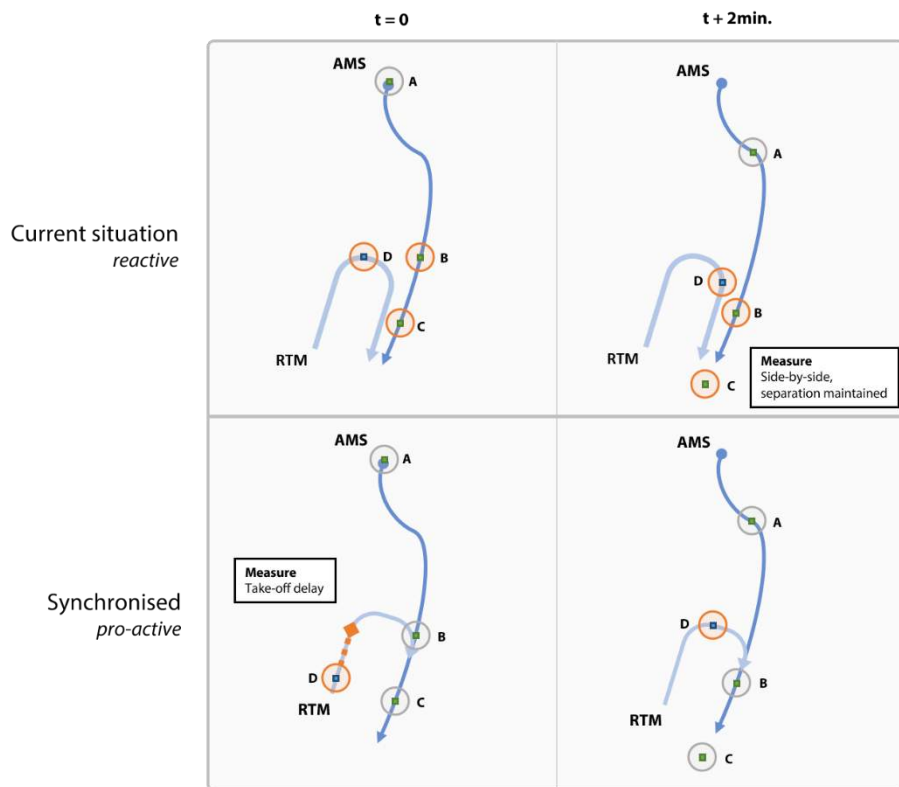 t = 0
t + 2min.
Current situation
reactive
AMS
A
D
B
C
RTM
AMS
A
D
B
RTM
C
Measure
Side-by-side,
separation maintained
Synchronised
pro-active
AMS
A
Measure
Take-off delay
B
D
C
RTM
AMS
A
D
B
RTM
C